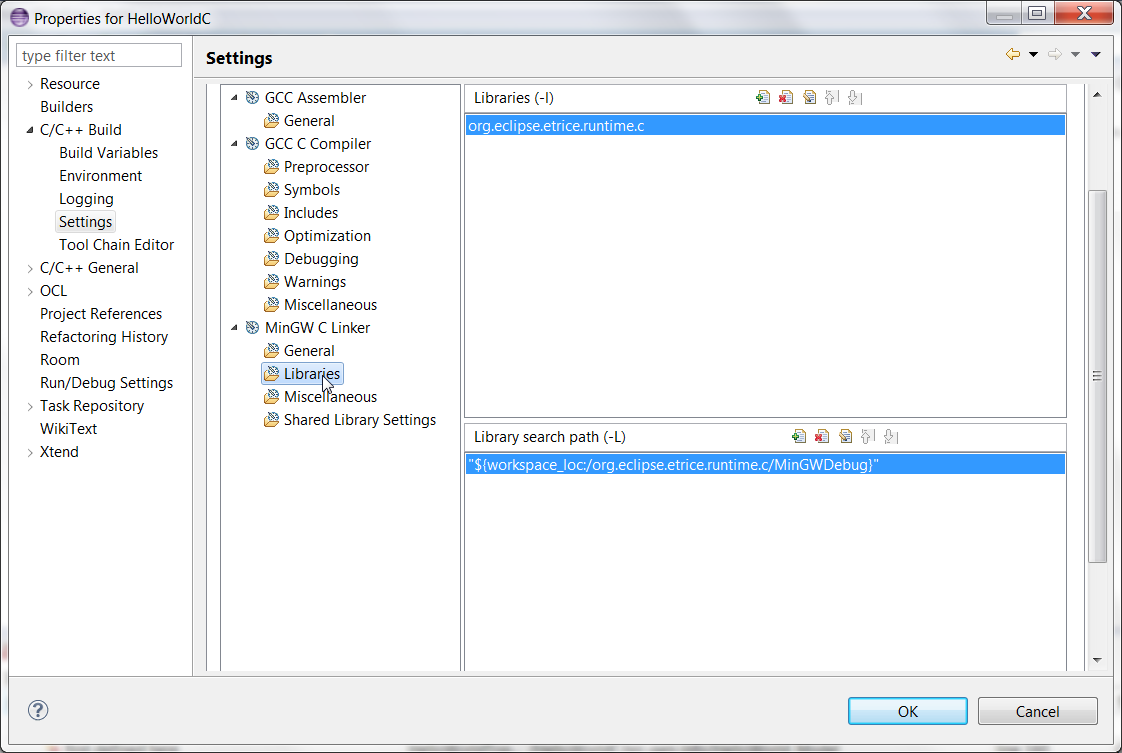 Properties for HelloWorldC
type filter text
Resource
Builders
C/C++ Build
Build Variables
Environment
Logging
Settings
Tool Chain Editor
C/C++ General
OCL
Project References
Refactoring History
Room
Run/Debug Settings
Task Repository
WikiText
Xtend
Settings
GCC Assembler
General
GCC C Compiler
Preprocessor
Symbols
Includes
Optimization
Debugging
Warnings
Miscellaneous
MinGW C Linker
General
Libraries
Miscellaneous
Shared Library Settings
Libraries (-l)
org.eclipse.etrice.runtime.c
Library search path (-L)
"${workspace_loc:/org.eclipse.etrice.runtime.c/MinGWDebug}"
?
OK
Cancel